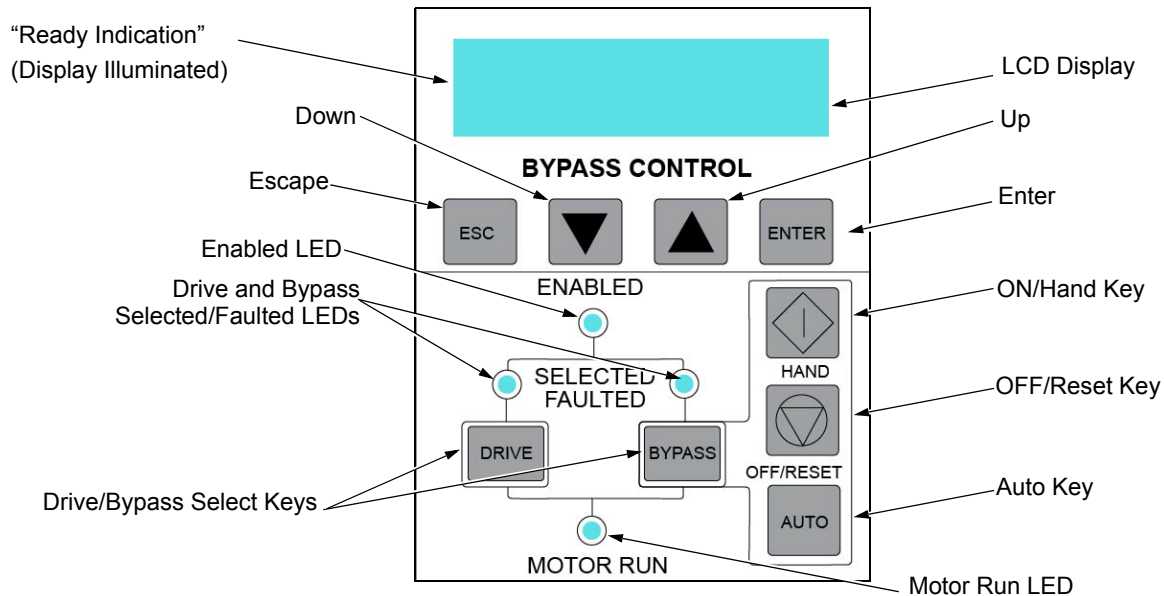 “Ready Indication”
(Display Illuminated)
LCD Display
Down
Up
BYPASS CONTROL
Escape
Enter
ESC
ENTER
Enabled LED
ENABLED
Drive and Bypass
Selected/Faulted LEDs
ON/Hand Key
SELECTED
FAULTED
HAND
OFF/Reset Key
DRIVE
BYPASS
OFF/RESET
Drive/Bypass Select Keys
Auto Key
AUTO
MOTOR RUN
Motor Run LED